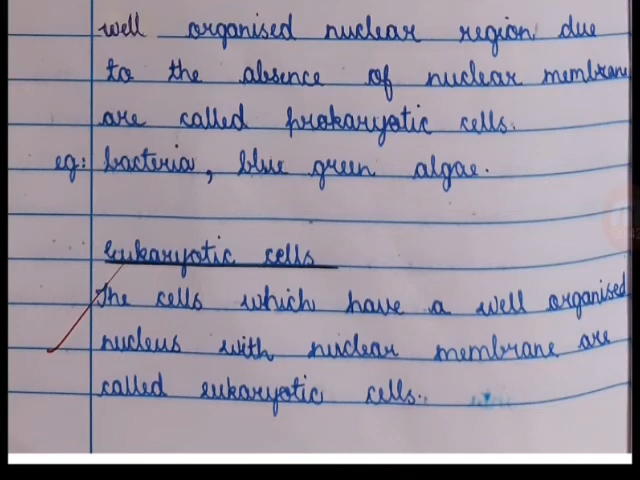 well organised nuclear region due
to the absence of nuclear membrane
are called prokaryotic cells.
eg: bacteria, blue green algae.
Eukaryotic cells
The cells which have a well organised
nucleus with nuclear membrane are
called eukaryotic cells.